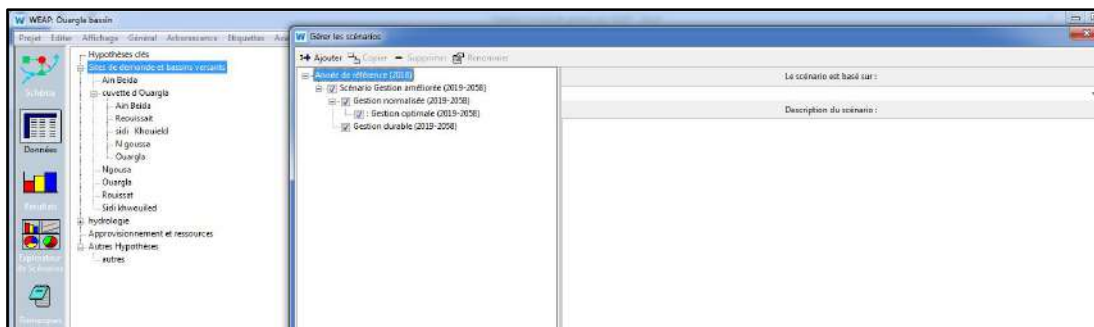 WEAP: Ouargla bassin
Projet Editer Affichage Général Arborescence Etiquettes
Schéma
Données
Résultats
Explorateur
de Scénarios
Remarques
Hypothèses clés
Sites de demande et bassins versants
Ain Beida
cuvette d'Ouargla
Ain Beida
Reouissait
sidi Khouield
N goussa
Ouargla
Ngousa
Ouargla
Rouissat
Sidi khwouiled
hydrologie
Approvisionnement et ressources
Autres Hypothèses
autres
Gérer les scénarios
Ajouter Copier Supprimer Renommer
Année de référence (2018)
Scénario Gestion améliorée (2019-2058)
Gestion normalisée (2019-2058)
: Gestion optimale (2019-2058)
Gestion durable (2019-2058)
Le scénario est basé sur :
Description du scénario :